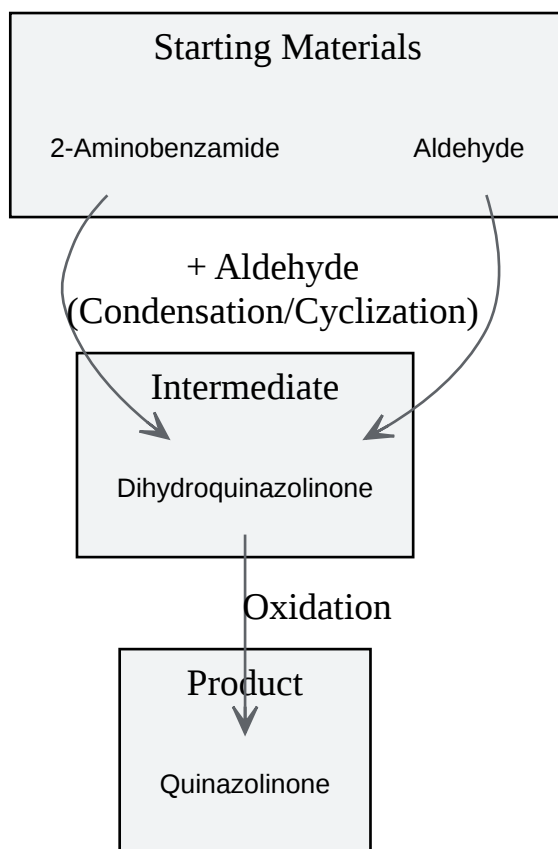 Starting Materials
2-Aminobenzamide
Aldehyde
+ Aldehyde
(Condensation/Cyclization)
Intermediate
Dihydroquinazolinone
Oxidation
Product
Quinazolinone